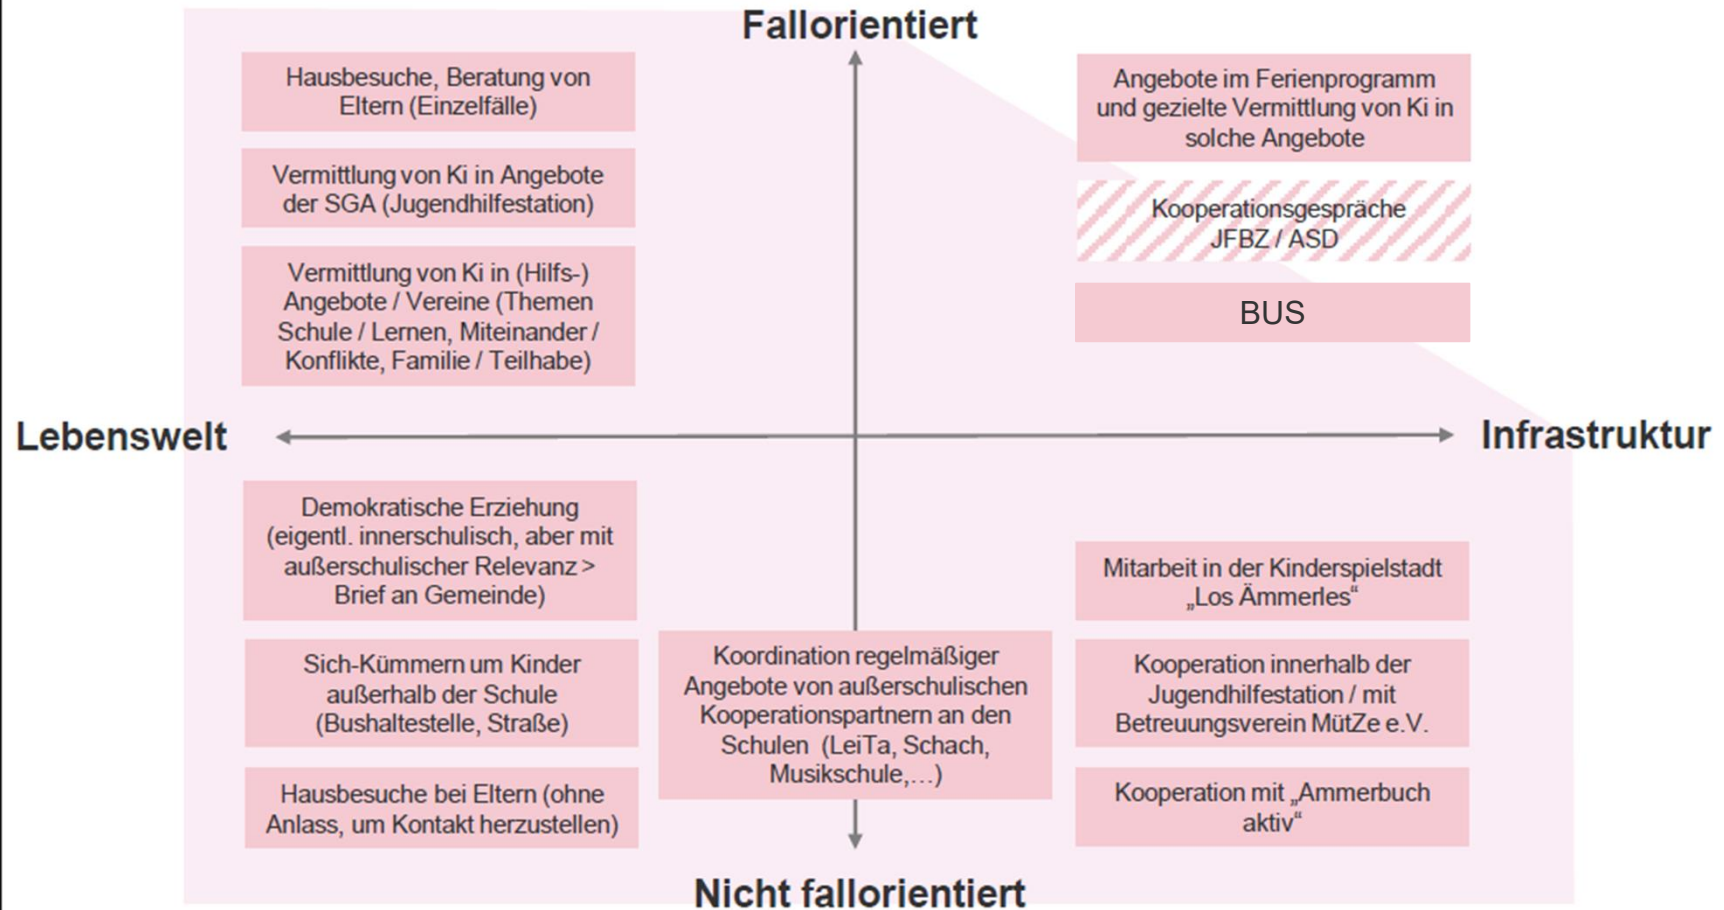 Fallorientiert
Hausbesuche, Beratung von
Eltern (Einzelfälle)
Vermittlung von Ki in Angebote
der SGA (Jugendhilfestation)
Vermittlung von Ki in (Hilfs-)
Angebote / Vereine (Themen
Schule / Lernen, Miteinander /
Konflikte, Familie / Teilhabe)
Angebote im Ferienprogramm
und gezielte Vermittlung von Ki in
solche Angebote
Kooperationsgespräche
JFBZ / ASD
BUS
Lebenswelt
Infrastruktur
Demokratische Erziehung
(eigentl. innerschulisch, aber mit
außerschulischer Relevanz >
Brief an Gemeinde)
Sich-Kümmern um Kinder
außerhalb der Schule
(Bushaltestelle, Straße)
Hausbesuche bei Eltern (ohne
Anlass, um Kontakt herzustellen)
Koordination regelmäßiger
Angebote von außerschulischen
Kooperationspartnern an den
Schulen (LeiTa, Schach,
Musikschule,…)
Mitarbeit in der Kinderspielstadt
„Los Ämmerles“
Kooperation innerhalb der
Jugendhilfestation / mit
Betreuungsverein MütZe e.V.
Kooperation mit „Ammerbuch
aktiv“
Nicht fallorientiert